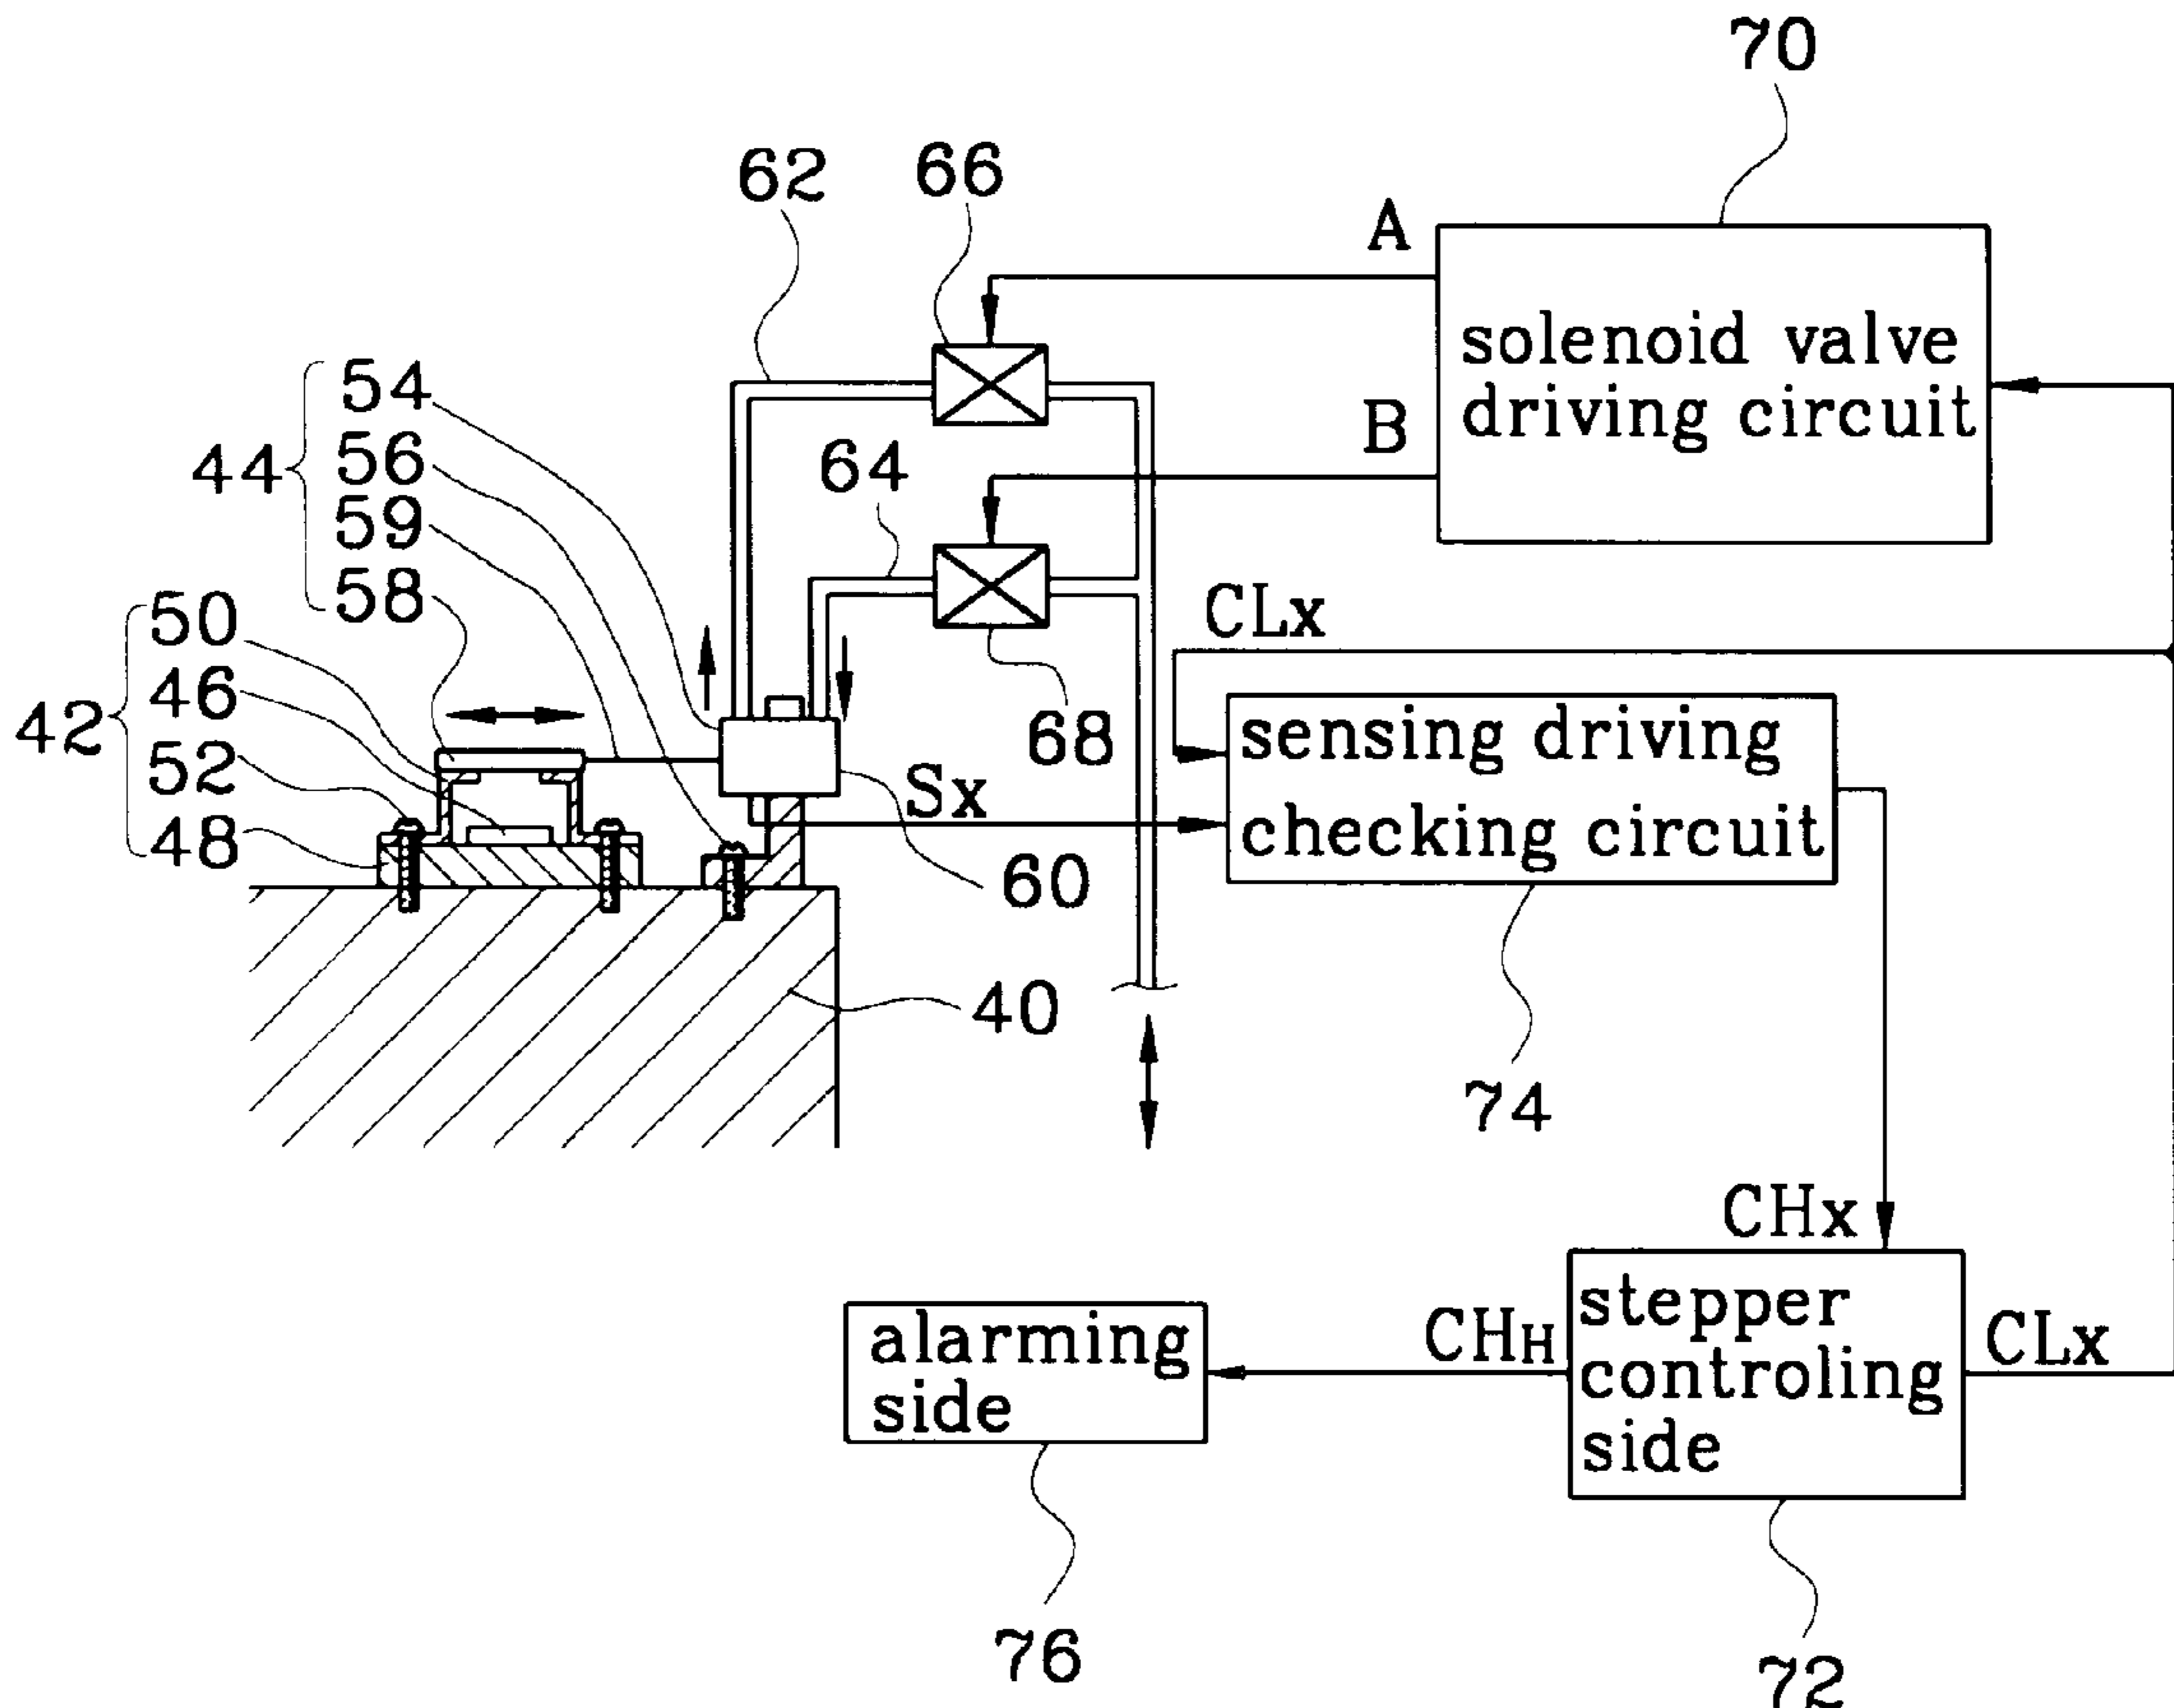 70
62
66
A
solenoid valve
driving circuit
B
54
44
56
59
58
64
CLx
50
42
46
52
48
68
sensing driving
checking circuit
Sx
60
40
74
CHx
stepper
controling
side
CHH
CLx
alarming
side
76
72